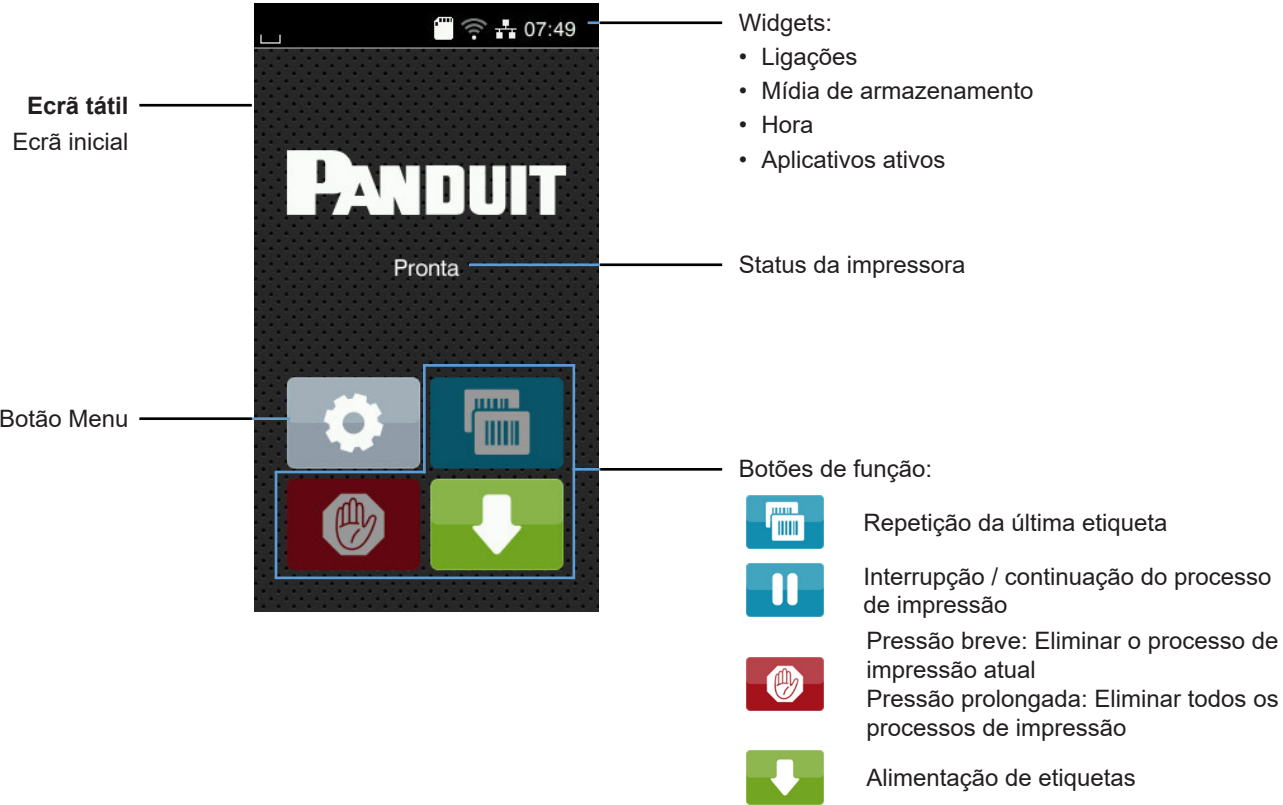 07:49
Ecrã tátil
Ecrã inicial
PANDUIT
Pronta
Botão Menu
Widgets:
• Ligações
• Mídia de armazenamento
• Hora
• Aplicativos ativos
Status da impressora
Botões de função:
Repetição da última etiqueta
Interrupção / continuação do processo
de impressão
Pressão breve: Eliminar o processo de
impressão atual
Pressão prolongada: Eliminar todos os
processos de impressão
Alimentação de etiquetas